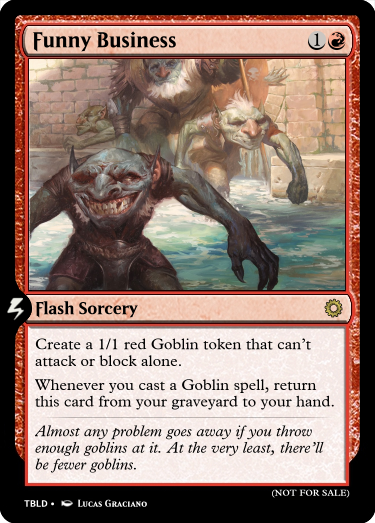 Funny Business 1
Flash Sorcery
Create a 1/1 red Goblin token that can't
attack or block alone.
Whenever you cast a Goblin spell, return
this card from your graveyard to your hand.
Almost any problem goes away if you throw
enough goblins at it. At the very least, there'll
be fewer goblins.
(NOT FOR SALE)
TBLD • Lucas Graciano